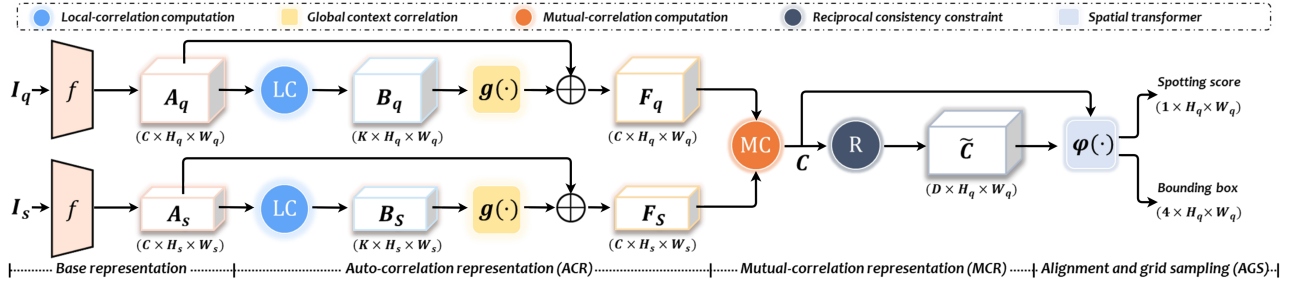 Local-correlation computation
Global context correlation
Mutual-correlation computation
Reciprocal consistency constraint
Spatial transformer
I_q
f
A_q
(C × H_q × W_q)
LC
B_q
(K × H_q × W_q)
g(·)
F_q
(C × H_q × W_q)
I_s
f
A_s
(C × H_s × W_s)
LC
B_S
(K × H_s × W_s)
g(·)
F_S
(C × H_s × W_s)
MC
C
R
C̃
(D × H_q × W_q)
φ(·)
Spotting score
(1 × H_q × W_q)
Bounding box
(4 × H_q × W_q)
Base representation
Auto-correlation representation (ACR)
Mutual-correlation representation (MCR)
Alignment and grid sampling (AGS)